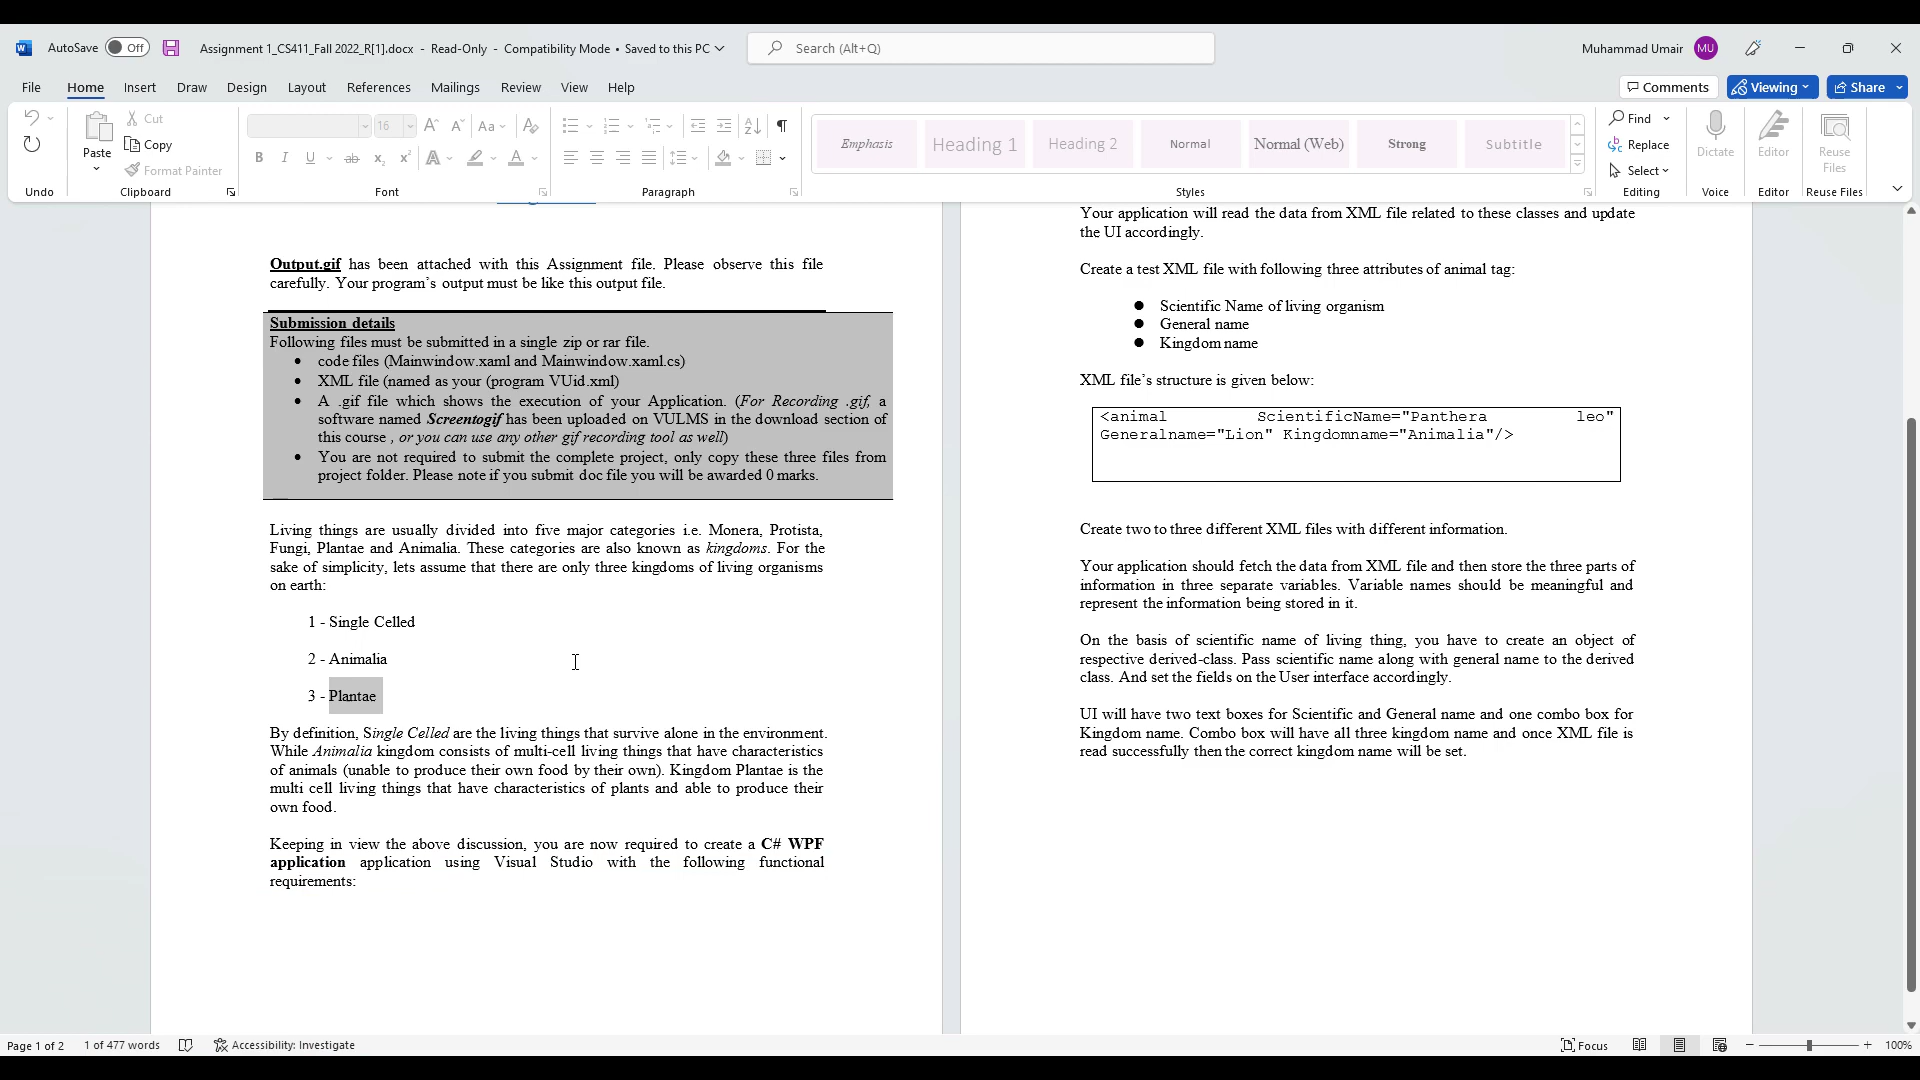 AutoSave Off Assignment 1_CS411_Fall 2022_R[1].docx - Read-Only - Compatibility Mode • Saved to this PC Search (Alt+Q) Muhammad Umair MU
File Home Insert Draw Design Layout References Mailings Review View Help Comments Viewing Share
Paste Cut Copy Format Painter
16 Aa
B I U ab x₂ x² A A
Emphasis Heading 1 Heading 2 Normal Normal (Web) Strong Subtitle
Find Replace Select
Dictate Editor Reuse Files
Undo Clipboard Font Paragraph Styles Editing Voice Editor Reuse Files
Output.gif has been attached with this Assignment file. Please observe this file
carefully. Your program's output must be like this output file.
Submission details
Following files must be submitted in a single zip or rar file.
• code files (Mainwindow.xaml and Mainwindow.xaml.cs)
• XML file (named as your (program VUid.xml)
• A .gif file which shows the execution of your Application. (For Recording .gif, a
software named Screentogif has been uploaded on VULMS in the download section of
this course , or you can use any other gif recording tool as well)
• You are not required to submit the complete project, only copy these three files from
project folder. Please note if you submit doc file you will be awarded 0 marks.
Living things are usually divided into five major categories i.e. Monera, Protista,
Fungi, Plantae and Animalia. These categories are also known as kingdoms. For the
sake of simplicity, lets assume that there are only three kingdoms of living organisms
on earth:
1 - Single Celled
2 - Animalia
3 - Plantae
By definition, Single Celled are the living things that survive alone in the environment.
While Animalia kingdom consists of multi-cell living things that have characteristics
of animals (unable to produce their own food by their own). Kingdom Plantae is the
multi cell living things that have characteristics of plants and able to produce their
own food.
Keeping in view the above discussion, you are now required to create a C# WPF
application application using Visual Studio with the following functional
requirements:
Your application will read the data from XML file related to these classes and update
the UI accordingly.
Create a test XML file with following three attributes of animal tag:
● Scientific Name of living organism
● General name
● Kingdom name
XML file's structure is given below:
<animal ScientificName="Panthera leo"
Generalname="Lion" Kingdomname="Animalia"/>
Create two to three different XML files with different information.
Your application should fetch the data from XML file and then store the three parts of
information in three separate variables. Variable names should be meaningful and
represent the information being stored in it.
On the basis of scientific name of living thing, you have to create an object of
respective derived-class. Pass scientific name along with general name to the derived
class. And set the fields on the User interface accordingly.
UI will have two text boxes for Scientific and General name and one combo box for
Kingdom name. Combo box will have all three kingdom name and once XML file is
read successfully then the correct kingdom name will be set.
Page 1 of 2 1 of 477 words Accessibility: Investigate Focus 100%